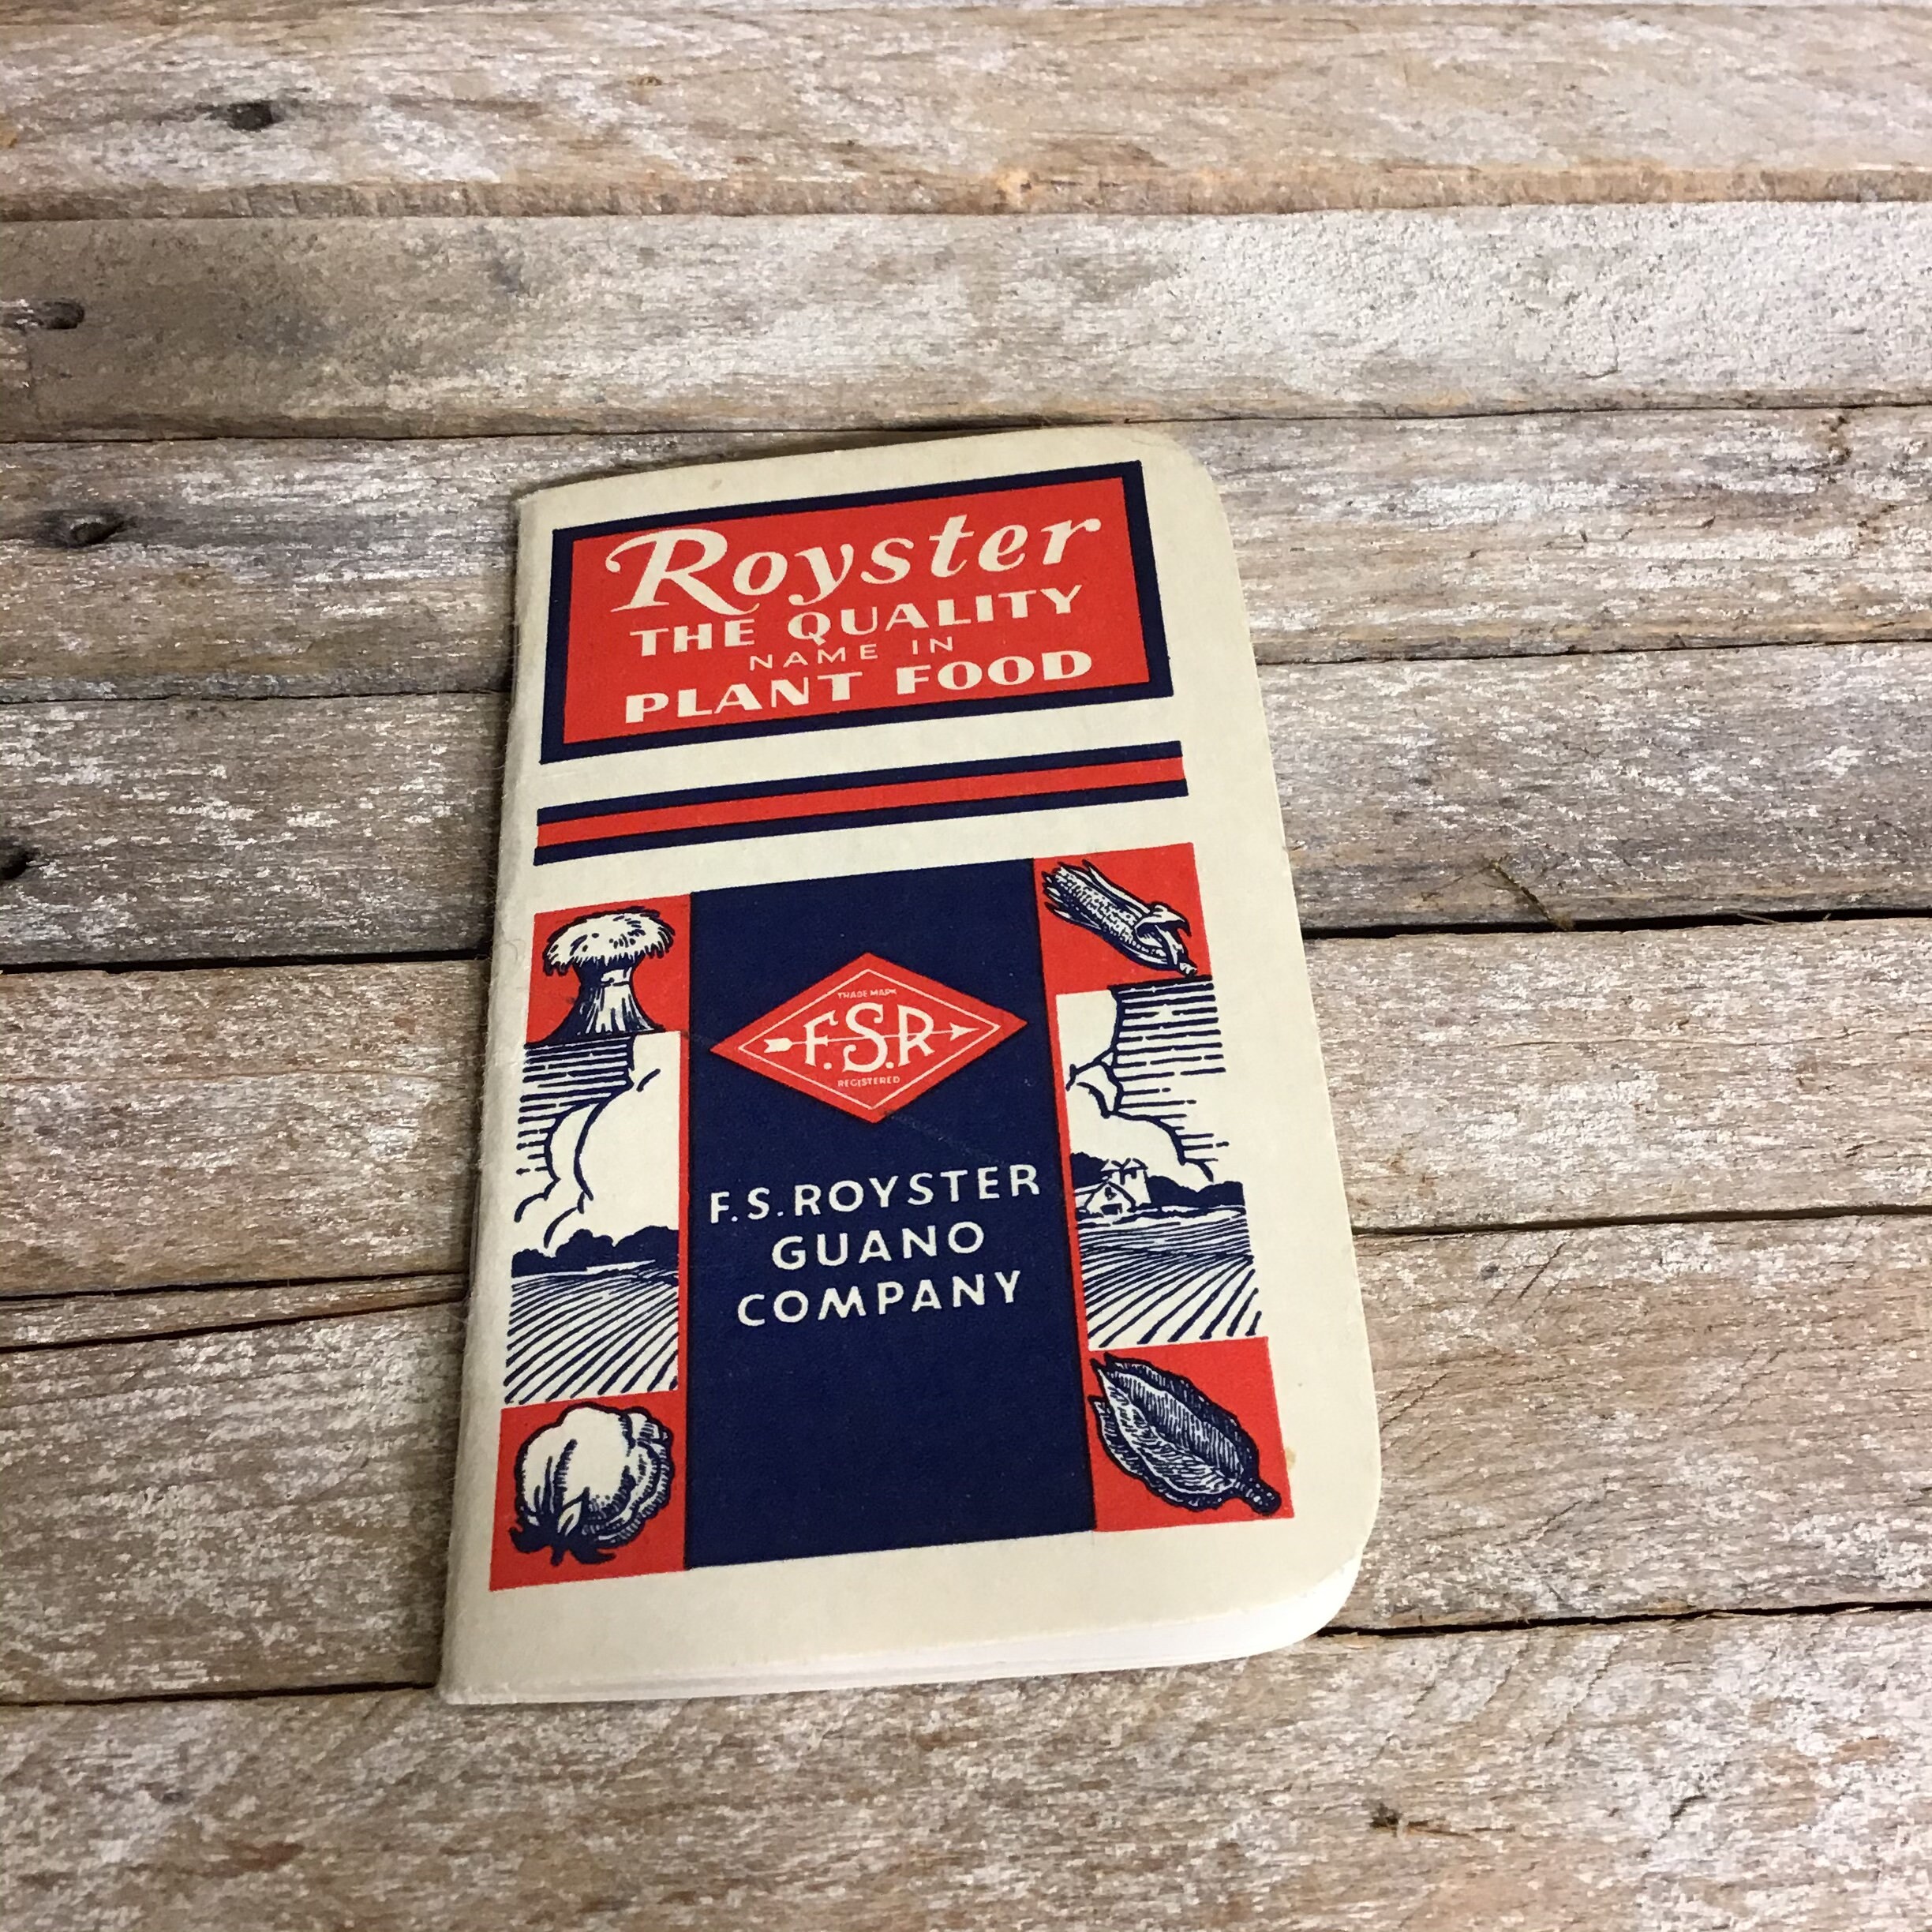 Royster
THE QUALITY
NAME IN
PLANT FOOD
TRADE MARK
F.S.R
REGISTERED
F.S. ROYSTER
GUANO
COMPANY